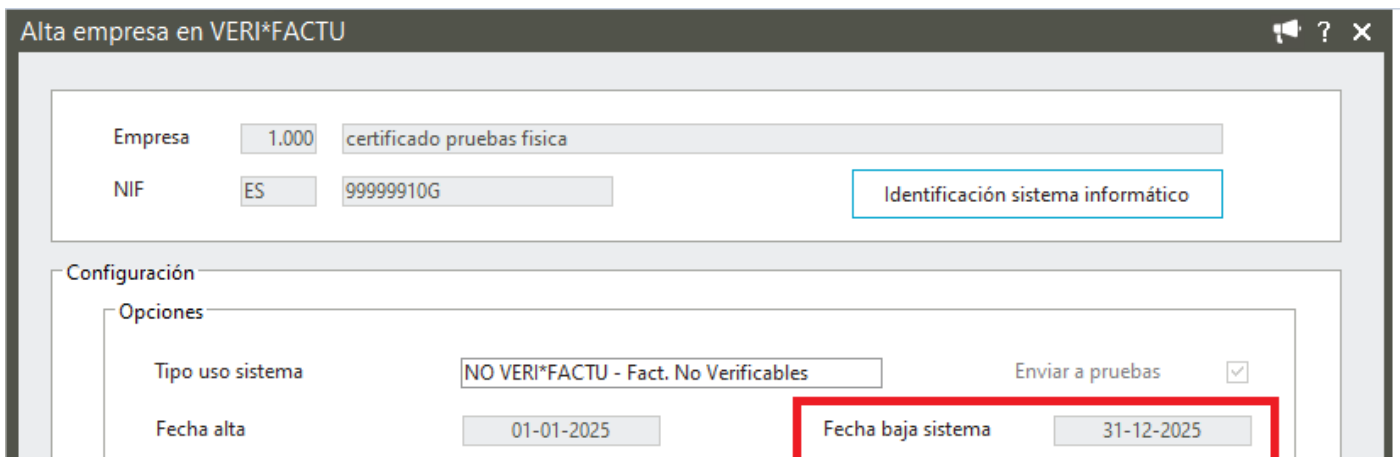 Alta empresa en VERI*FACTU ?
Empresa 1.000 certificado pruebas fisica
NIF ES 99999910G Identificación sistema informático
Configuración
Opciones
Tipo uso sistema NO VERI*FACTU - Fact. No Verificables Enviar a pruebas
Fecha alta 01-01-2025 Fecha baja sistema 31-12-2025